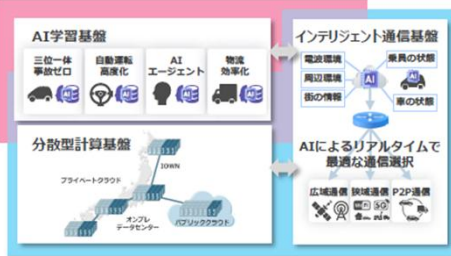 AI学習基盤
三位一体
事故ゼロ
自動運転
高度化
AI
エージェント
物流
効率化
AI
AI
AI
AI
分散型計算基盤
IOWN
プライベートクラウド
オンプレ
データセンター
パブリッククラウド
インテリジェント通信基盤
電波環境
周辺環境
街の情報
AI
乗員の状態
AI
車の状態
AIによるリアルタイムで
最適な通信選択
広域通信
狭域通信
P2P通信
5G